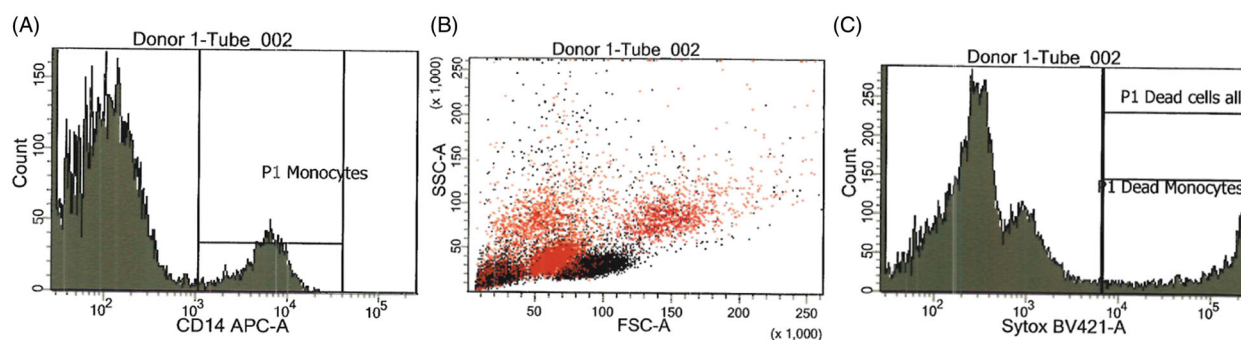 (A)
Donor 1-Tube_002
150
100
50
0
Count
P1 Monocytes
10²
10³
10⁴
10⁵
CD14 APC-A
(B)
Donor 1-Tube_002
(x 1,000)
250
200
150
100
50
SSC-A
50
100
150
200
250
FSC-A
(x 1,000)
(C)
Donor 1-Tube_002
250
200
150
100
50
0
Count
P1 Dead cells all
P1 Dead Monocytes
10²
10³
10⁴
10⁵
Sytox BV421-A